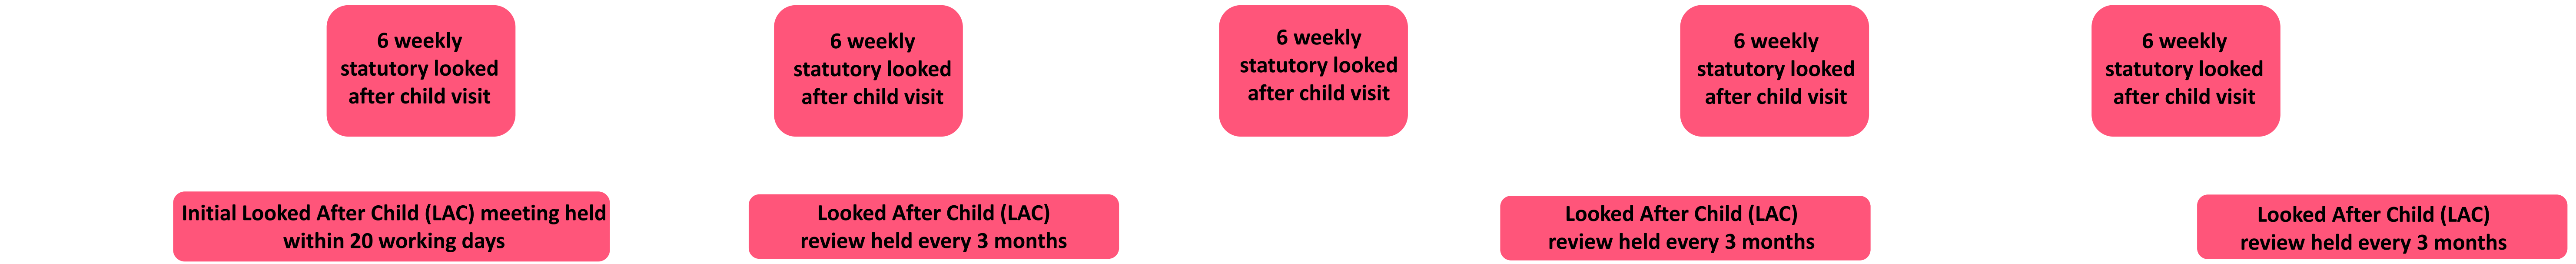 6 weekly
statutory looked
after child visit
6 weekly
statutory looked
after child visit
6 weekly
statutory looked
after child visit
6 weekly
statutory looked
after child visit
6 weekly
statutory looked
after child visit
Initial Looked After Child (LAC) meeting held
within 20 working days
Looked After Child (LAC)
review held every 3 months
Looked After Child (LAC)
review held every 3 months
Looked After Child (LAC)
review held every 3 months